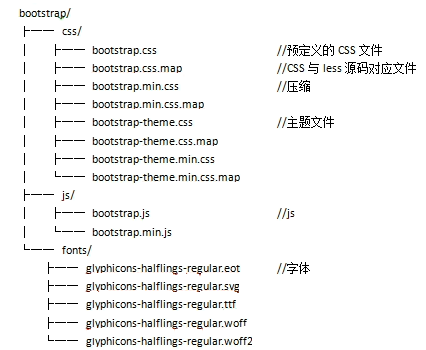 bootstrap/
├── css/
│ ├── bootstrap.css //预定义的 CSS 文件
│ ├── bootstrap.css.map //CSS 与 less 源码对应文件
│ ├── bootstrap.min.css //压缩
│ ├── bootstrap.min.css.map
│ ├── bootstrap-theme.css //主题文件
│ ├── bootstrap-theme.css.map
│ ├── bootstrap-theme.min.css
│ └── bootstrap-theme.min.css.map
├── js/
│ ├── bootstrap.js //js
│ └── bootstrap.min.js
└── fonts/
├── glyphicons-halflings-regular.eot //字体
├── glyphicons-halflings-regular.svg
├── glyphicons-halflings-regular.ttf
├── glyphicons-halflings-regular.woff
└── glyphicons-halflings-regular.woff2